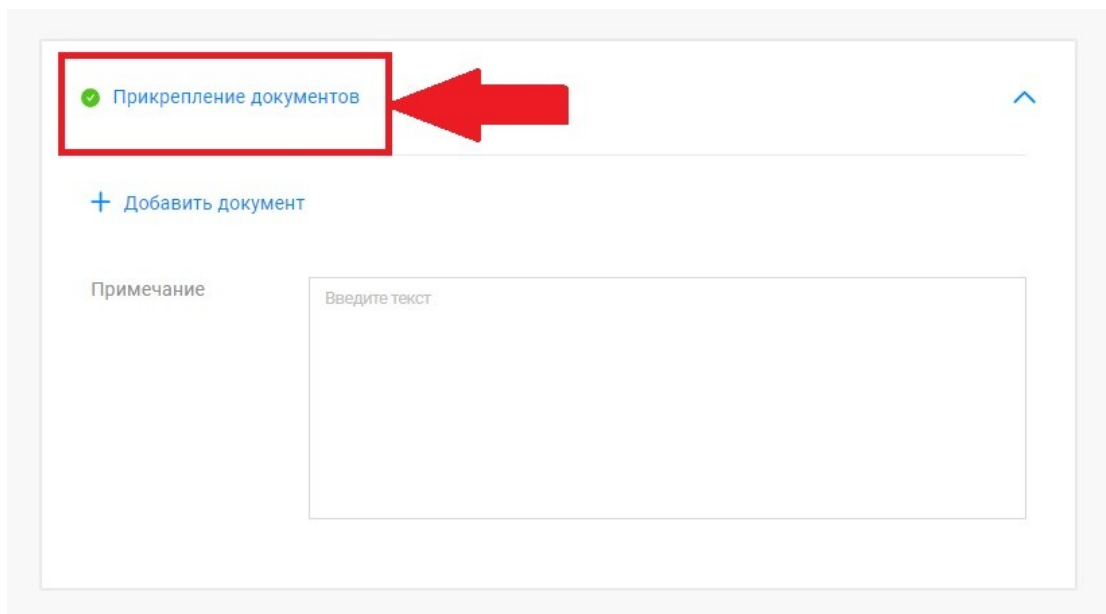 Прикрепление документов
Добавить документ
Примечание
Введите текст